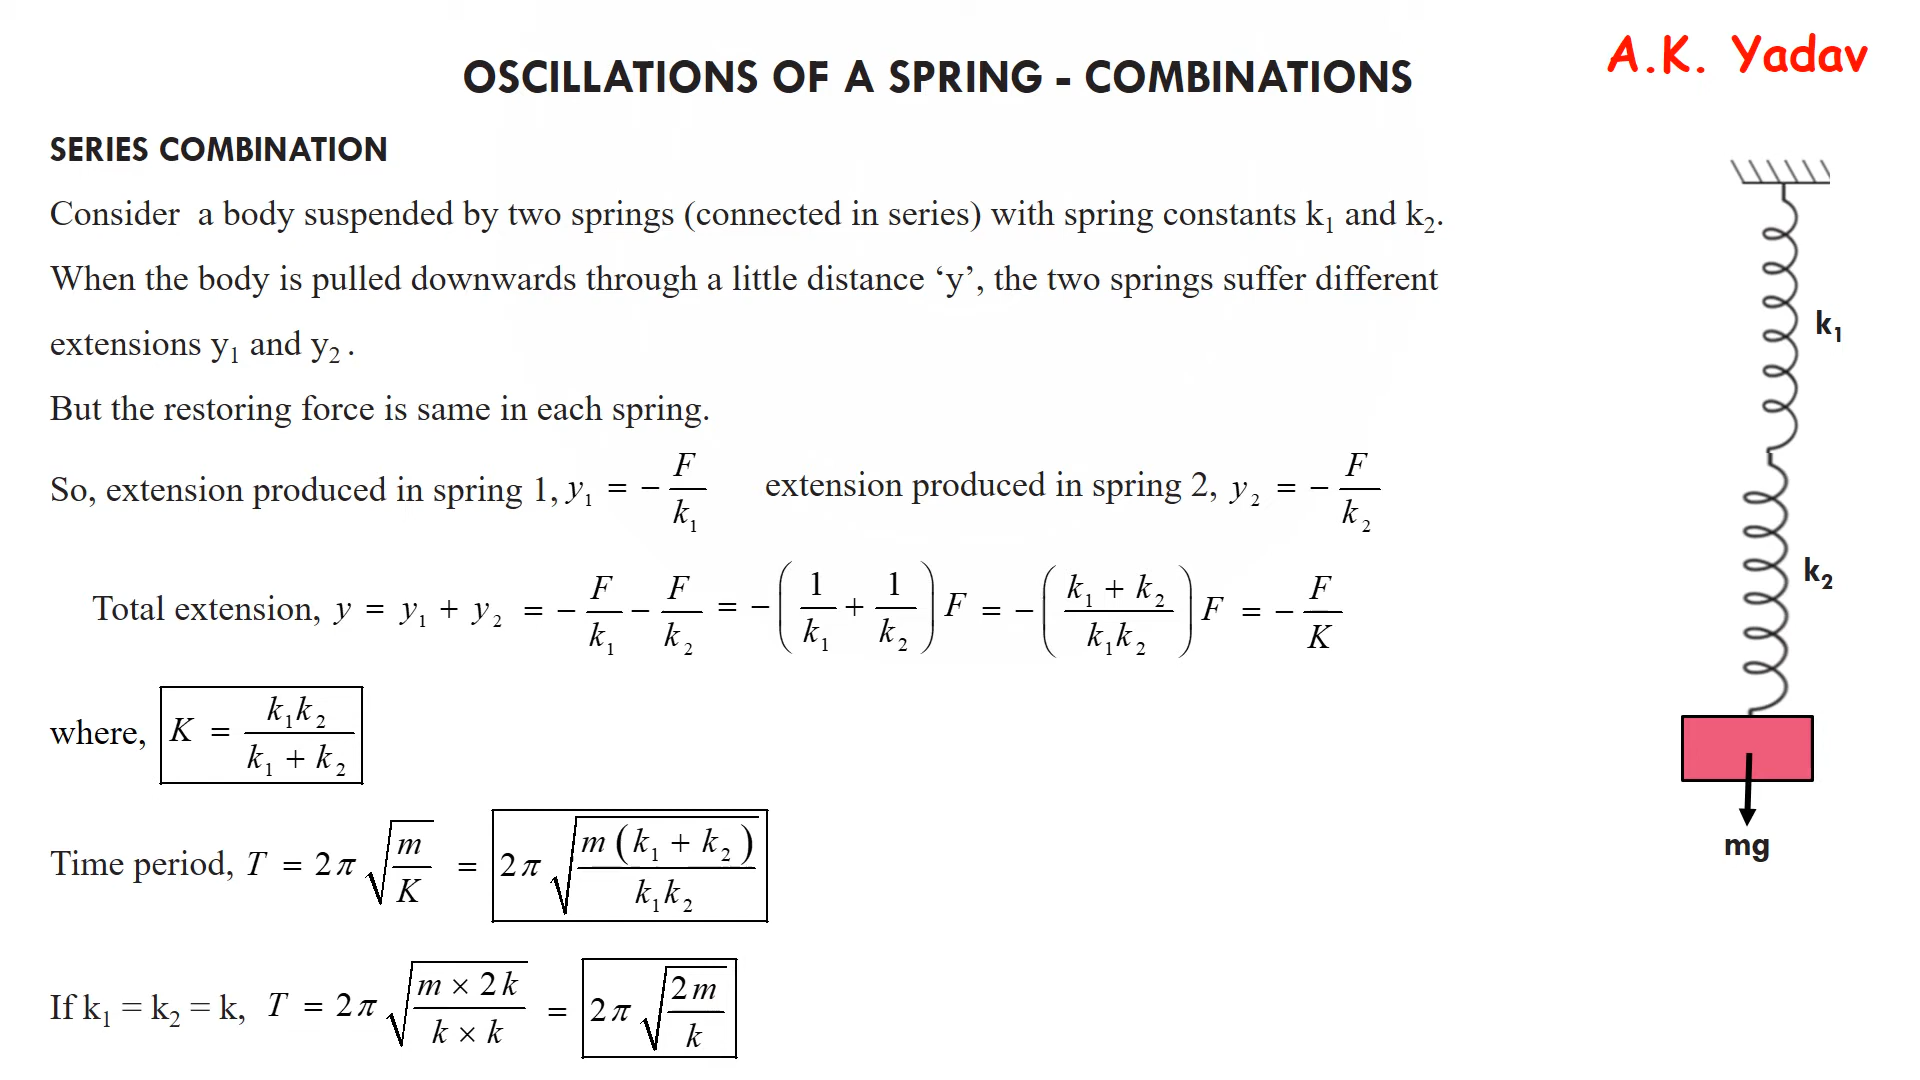 A.K. Yadav
OSCILLATIONS OF A SPRING - COMBINATIONS
SERIES COMBINATION
Consider a body suspended by two springs (connected in series) with spring constants k₁ and k₂.
When the body is pulled downwards through a little distance ‘y’, the two springs suffer different
extensions y₁ and y₂ .
But the restoring force is same in each spring.
So, extension produced in spring 1, y₁ = − F/k₁ extension produced in spring 2, y₂ = − F/k₂
Total extension, y = y₁ + y₂ = − F/k₁ − F/k₂ = − (1/k₁ + 1/k₂) F = − ((k₁ + k₂)/(k₁k₂)) F = − F/K
where, K = k₁k₂/(k₁ + k₂)
Time period, T = 2π √(m/K) = 2π √(m (k₁ + k₂)/(k₁k₂))
If k₁ = k₂ = k, T = 2π √((m × 2k)/(k × k)) = 2π √(2m/k)
k₁
k₂
mg